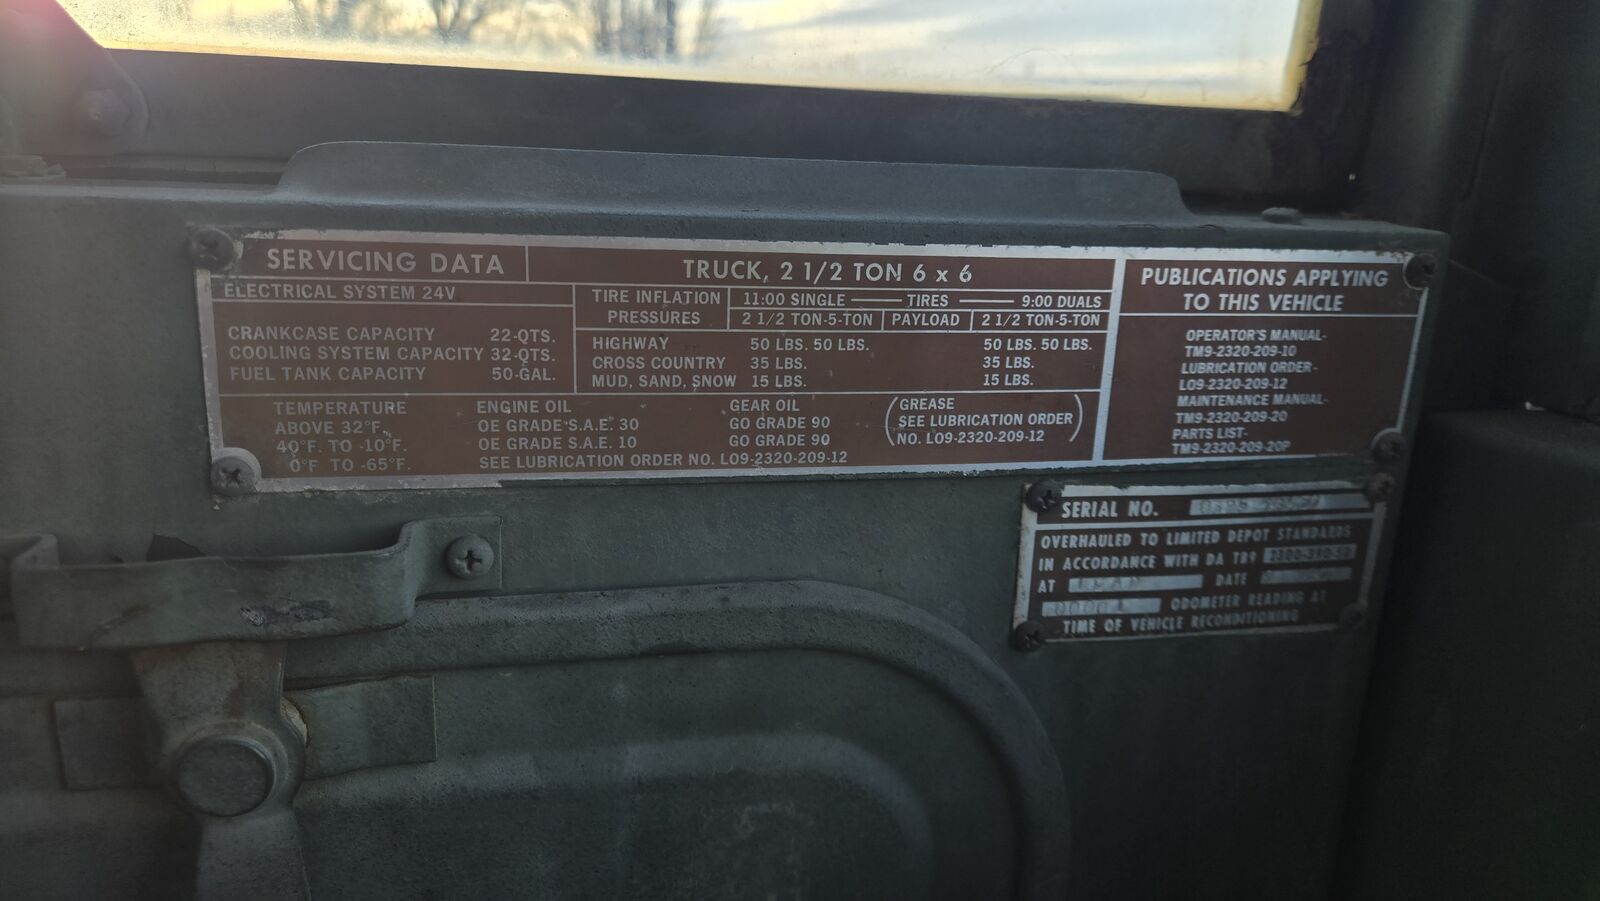 SERVICING DATA
TRUCK, 2 1/2 TON 6 x 6
ELECTRICAL SYSTEM 24V
CRANKCASE CAPACITY 22-QTS.
COOLING SYSTEM CAPACITY 32-QTS.
FUEL TANK CAPACITY 50-GAL.
TIRE INFLATION PRESSURES
11:00 SINGLE — TIRES — 9:00 DUALS
2 1/2 TON-5-TON PAYLOAD 2 1/2 TON-5-TON
HIGHWAY 50 LBS. 50 LBS. 50 LBS. 50 LBS.
CROSS COUNTRY 35 LBS. 35 LBS.
MUD, SAND, SNOW 15 LBS. 15 LBS.
TEMPERATURE ENGINE OIL GEAR OIL
ABOVE 32°F. OE GRADE S.A.E. 30 GO GRADE 90
40°F. TO -10°F. OE GRADE S.A.E. 10 GO GRADE 90
0°F TO -65°F. SEE LUBRICATION ORDER NO. LO9-2320-209-12
(GREASE
SEE LUBRICATION ORDER
NO. LO9-2320-209-12)
PUBLICATIONS APPLYING
TO THIS VEHICLE
OPERATOR'S MANUAL-
TM9-2320-209-10
LUBRICATION ORDER-
LO9-2320-209-12
MAINTENANCE MANUAL-
TM9-2320-209-20
PARTS LIST-
TM9-2320-209-20P
SERIAL NO.
OVERHAULED TO LIMITED DEPOT STANDARDS
IN ACCORDANCE WITH DA TB9
AT LEAD DATE
ODOMETER READING AT
TIME OF VEHICLE RECONDITIONING